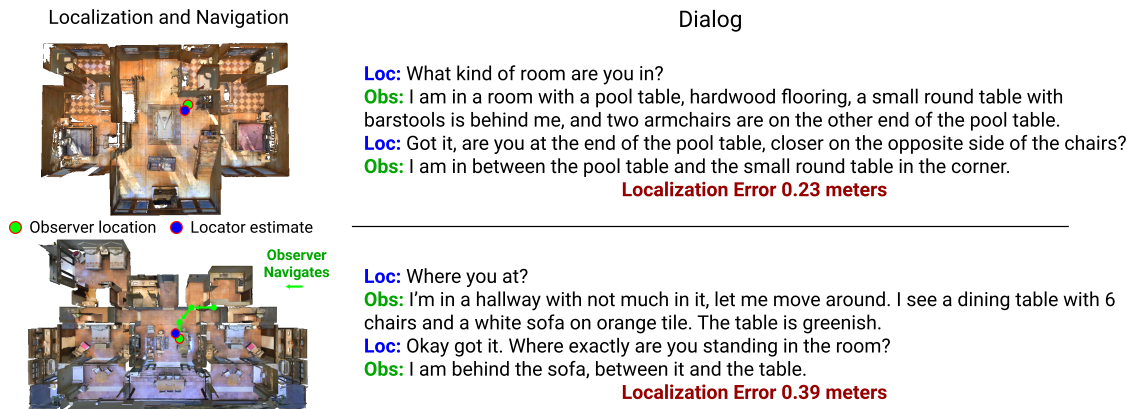 Localization and Navigation
Dialog
Loc: What kind of room are you in?
Obs: I am in a room with a pool table, hardwood flooring, a small round table with
barstools is behind me, and two armchairs are on the other end of the pool table.
Loc: Got it, are you at the end of the pool table, closer on the opposite side of the chairs?
Obs: I am in between the pool table and the small round table in the corner.
Localization Error 0.23 meters
Observer location
Locator estimate
Observer
Navigates
Loc: Where you at?
Obs: I’m in a hallway with not much in it, let me move around. I see a dining table with 6
chairs and a white sofa on orange tile. The table is greenish.
Loc: Okay got it. Where exactly are you standing in the room?
Obs: I am behind the sofa, between it and the table.
Localization Error 0.39 meters